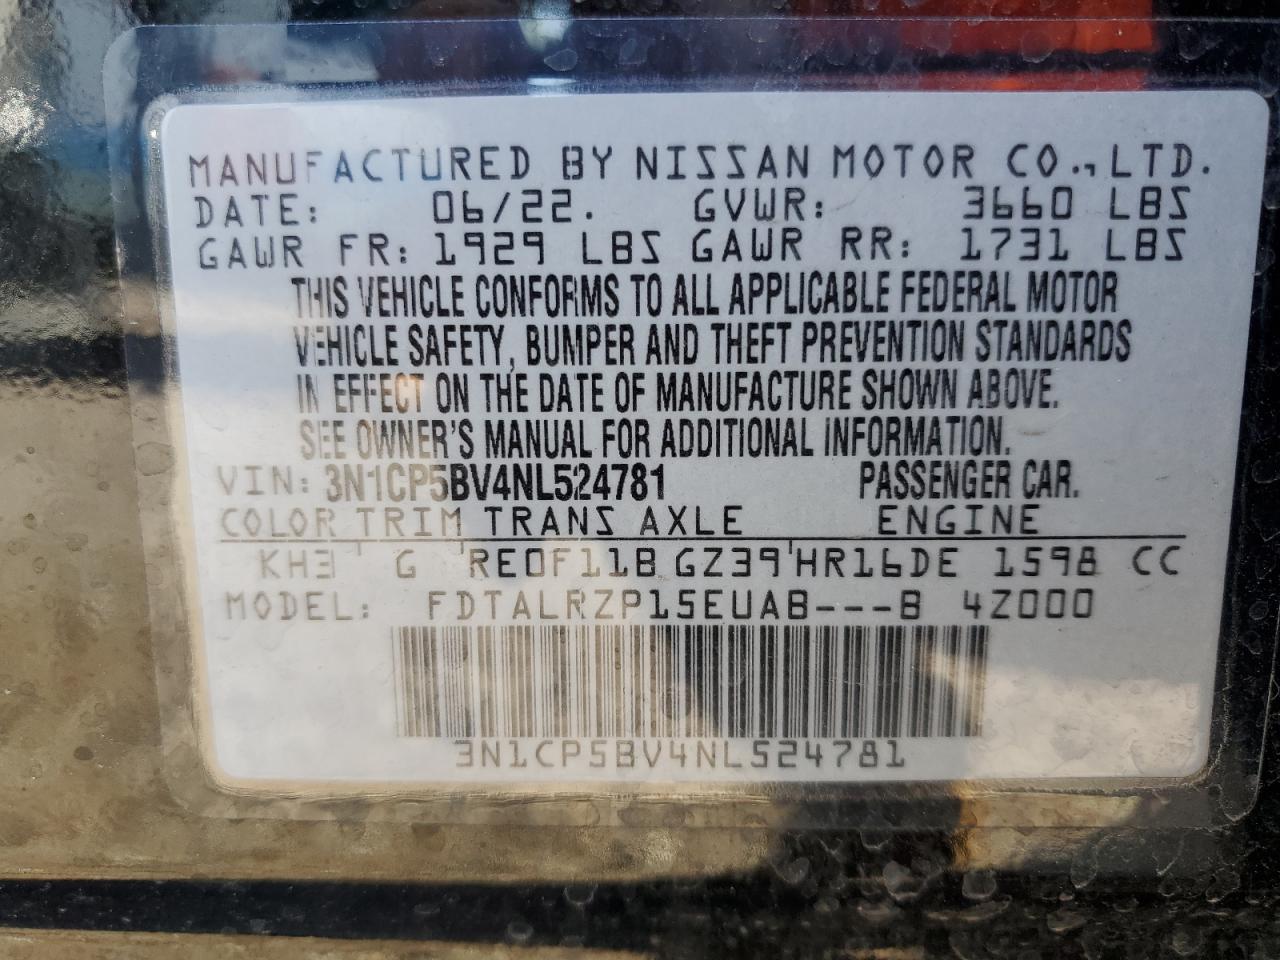 MANUFACTURED BY NISSAN MOTOR CO., LTD.
DATE: 06/22. GVWR: 3660 LBS
GAWR FR: 1929 LBS GAWR RR: 1731 LBS
THIS VEHICLE CONFORMS TO ALL APPLICABLE FEDERAL MOTOR
VEHICLE SAFETY, BUMPER AND THEFT PREVENTION STANDARDS
IN EFFECT ON THE DATE OF MANUFACTURE SHOWN ABOVE.
SEE OWNER'S MANUAL FOR ADDITIONAL INFORMATION.
VIN: 3N1CP5BV4NL524781 PASSENGER CAR.
COLOR TRIM TRANS AXLE ENGINE
KH3 ' G ' RE0F11B GZ39 ' HR16DE 1598 CC
MODEL: FDTALRZP15EUAB---B 4Z000
3N1CP5BV4NL524781